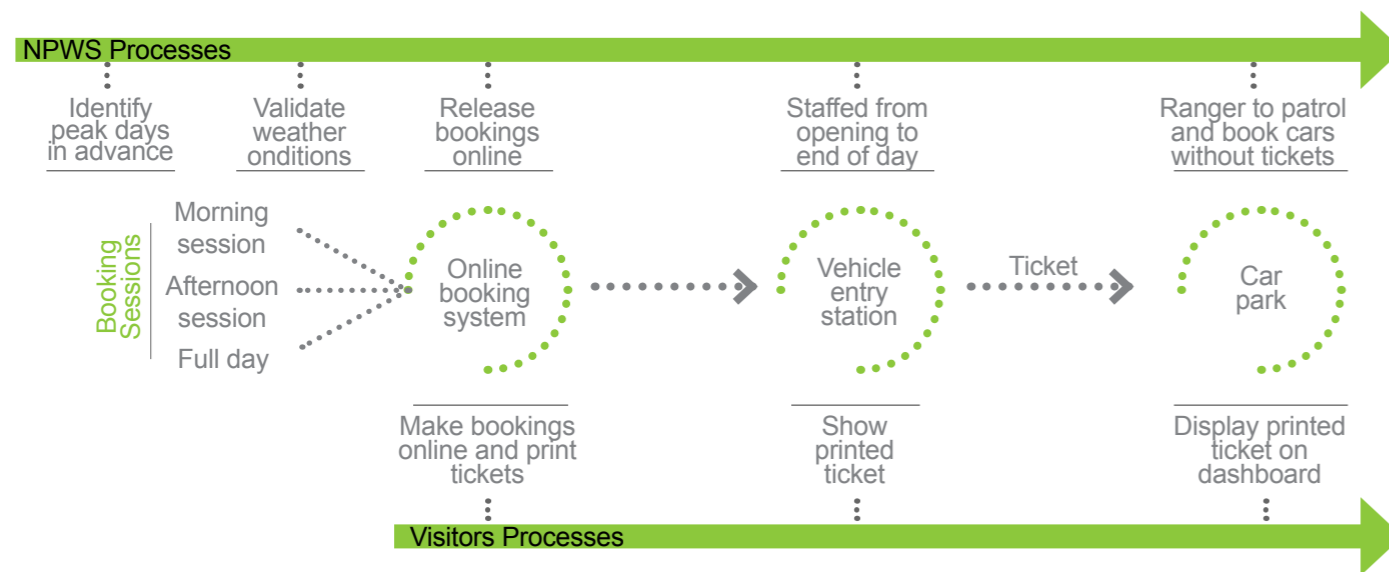 NPWS Processes
Identify
peak days
in advance
Validate
weather
onditions
Release
bookings
online
Staffed from
opening to
end of day
Ranger to patrol
and book cars
without tickets
Booking
Sessions
Morning
session
Afternoon
session
Full day
Online
booking
system
Vehicle
entry
station
Ticket
Car
park
Make bookings
online and print
tickets
Show
printed
ticket
Display printed
ticket on
dashboard
Visitors Processes